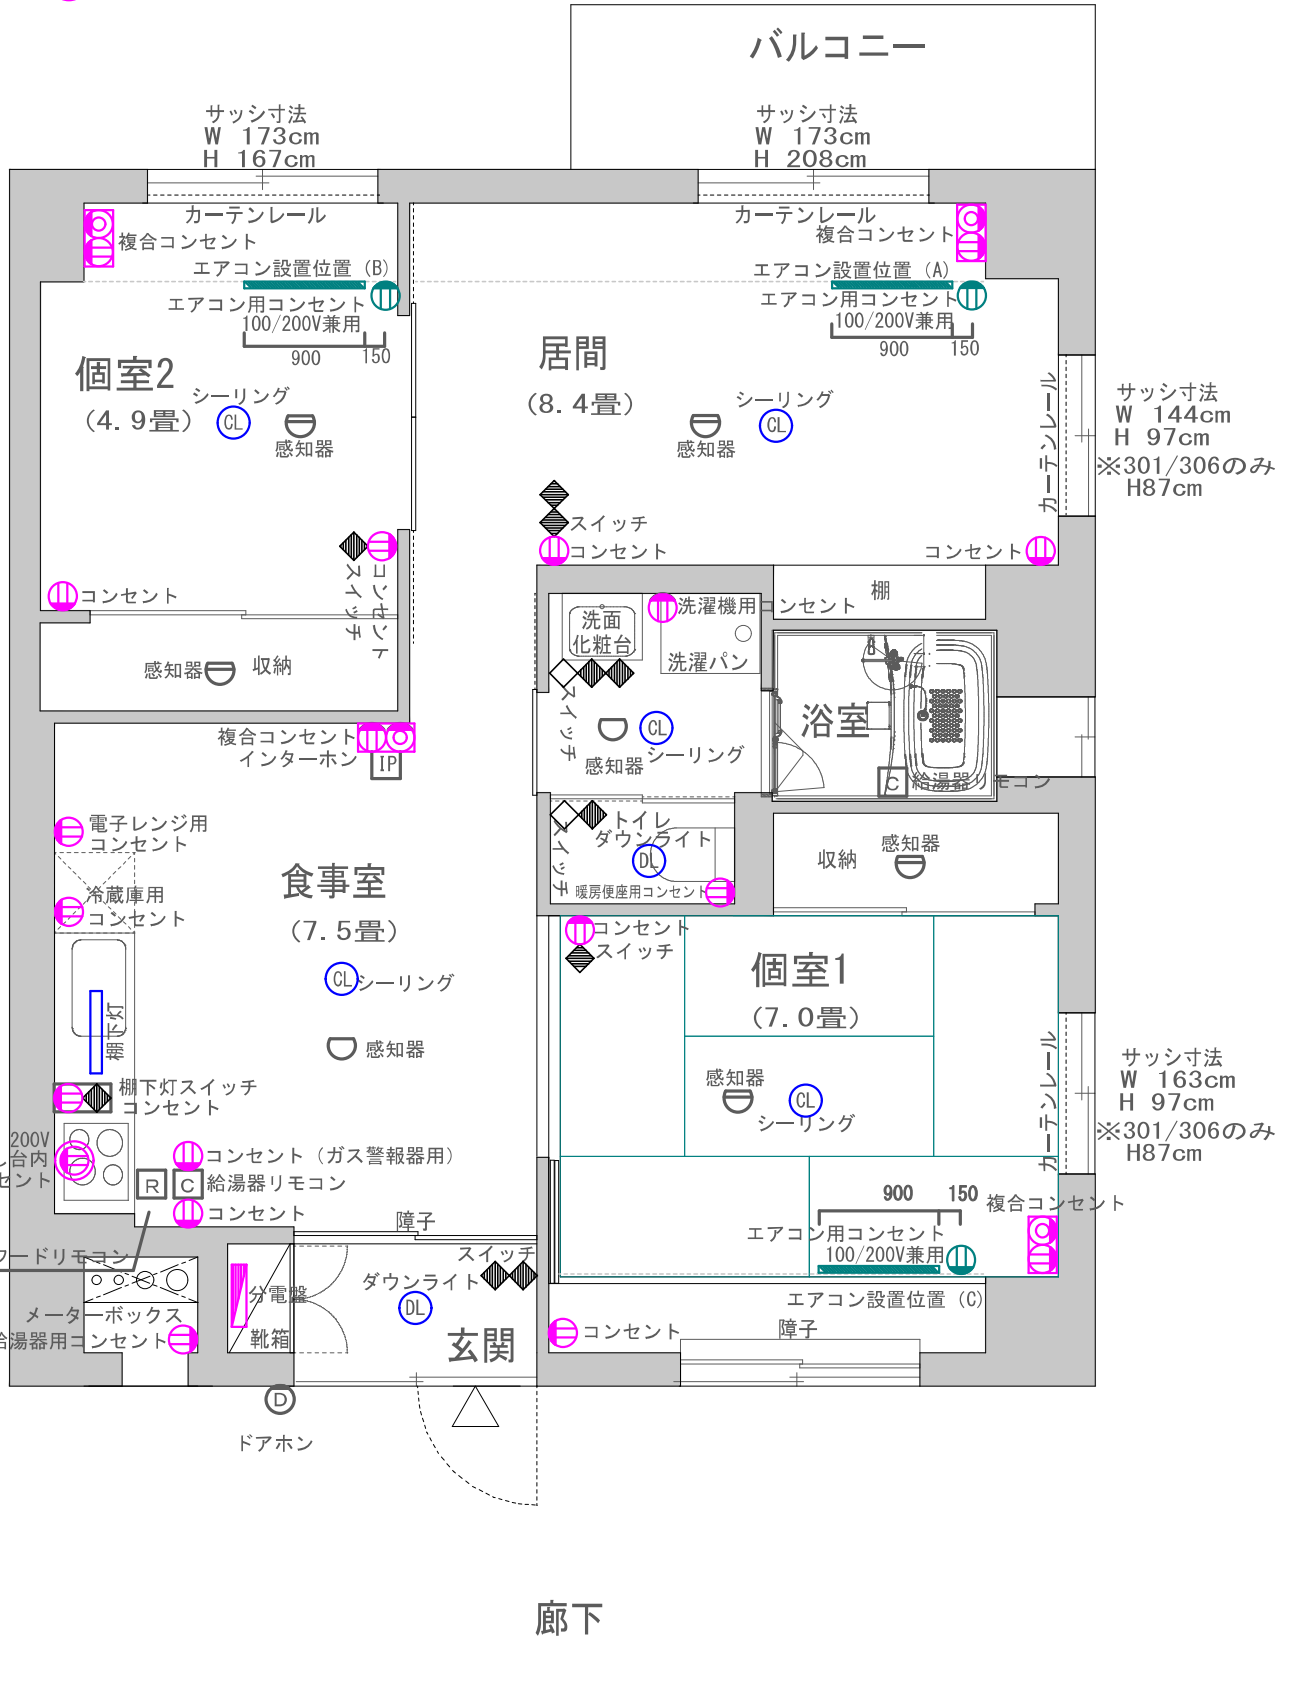 バルコニー
サッシ寸法
W 173cm
H 167cm
サッシ寸法
W 173cm
H 208cm
カーテンレール
カーテンレール
複合コンセント
複合コンセント
エアコン設置位置（B）
エアコン設置位置（A）
エアコン用コンセント
100/200V兼用
エアコン用コンセント
100/200V兼用
900
150
900
150
個室2
（4.9畳）
シーリング
CL
感知器
居間
（8.4畳）
シーリング
CL
感知器
カーテンレール
サッシ寸法
W 144cm
H 97cm
※301/306のみ
H87cm
スイッチ
コンセント
コンセント
コンセント
スイッチ
コンセント
棚
洗面
化粧台
洗濯機用
ンセント
洗濯パン
感知器
収納
スイッチ
感知器
CL
シーリング
浴室
C
給湯器リモコン
複合コンセント
インターホン
IP
トイレ
ダウンライト
DL
スイッチ
暖房便座用コンセント
収納
感知器
電子レンジ用
コンセント
冷蔵庫用
コンセント
食事室
（7.5畳）
CL
シーリング
感知器
棚下灯
コンセント
スイッチ
個室1
（7.0畳）
感知器
CL
シーリング
カーテンレール
サッシ寸法
W 163cm
H 97cm
※301/306のみ
H87cm
棚下灯スイッチ
コンセント
200V
し台内
セント
コンセント（ガス警報器用）
R
C
給湯器リモコン
コンセント
900
150
複合コンセント
エアコン用コンセント
100/200V兼用
エアコン設置位置（C）
障子
スイッチ
ダウンライト
DL
フードリモコン
分電盤
メーターボックス
給湯器用コンセント
靴箱
玄関
コンセント
障子
D
ドアホン
廊下